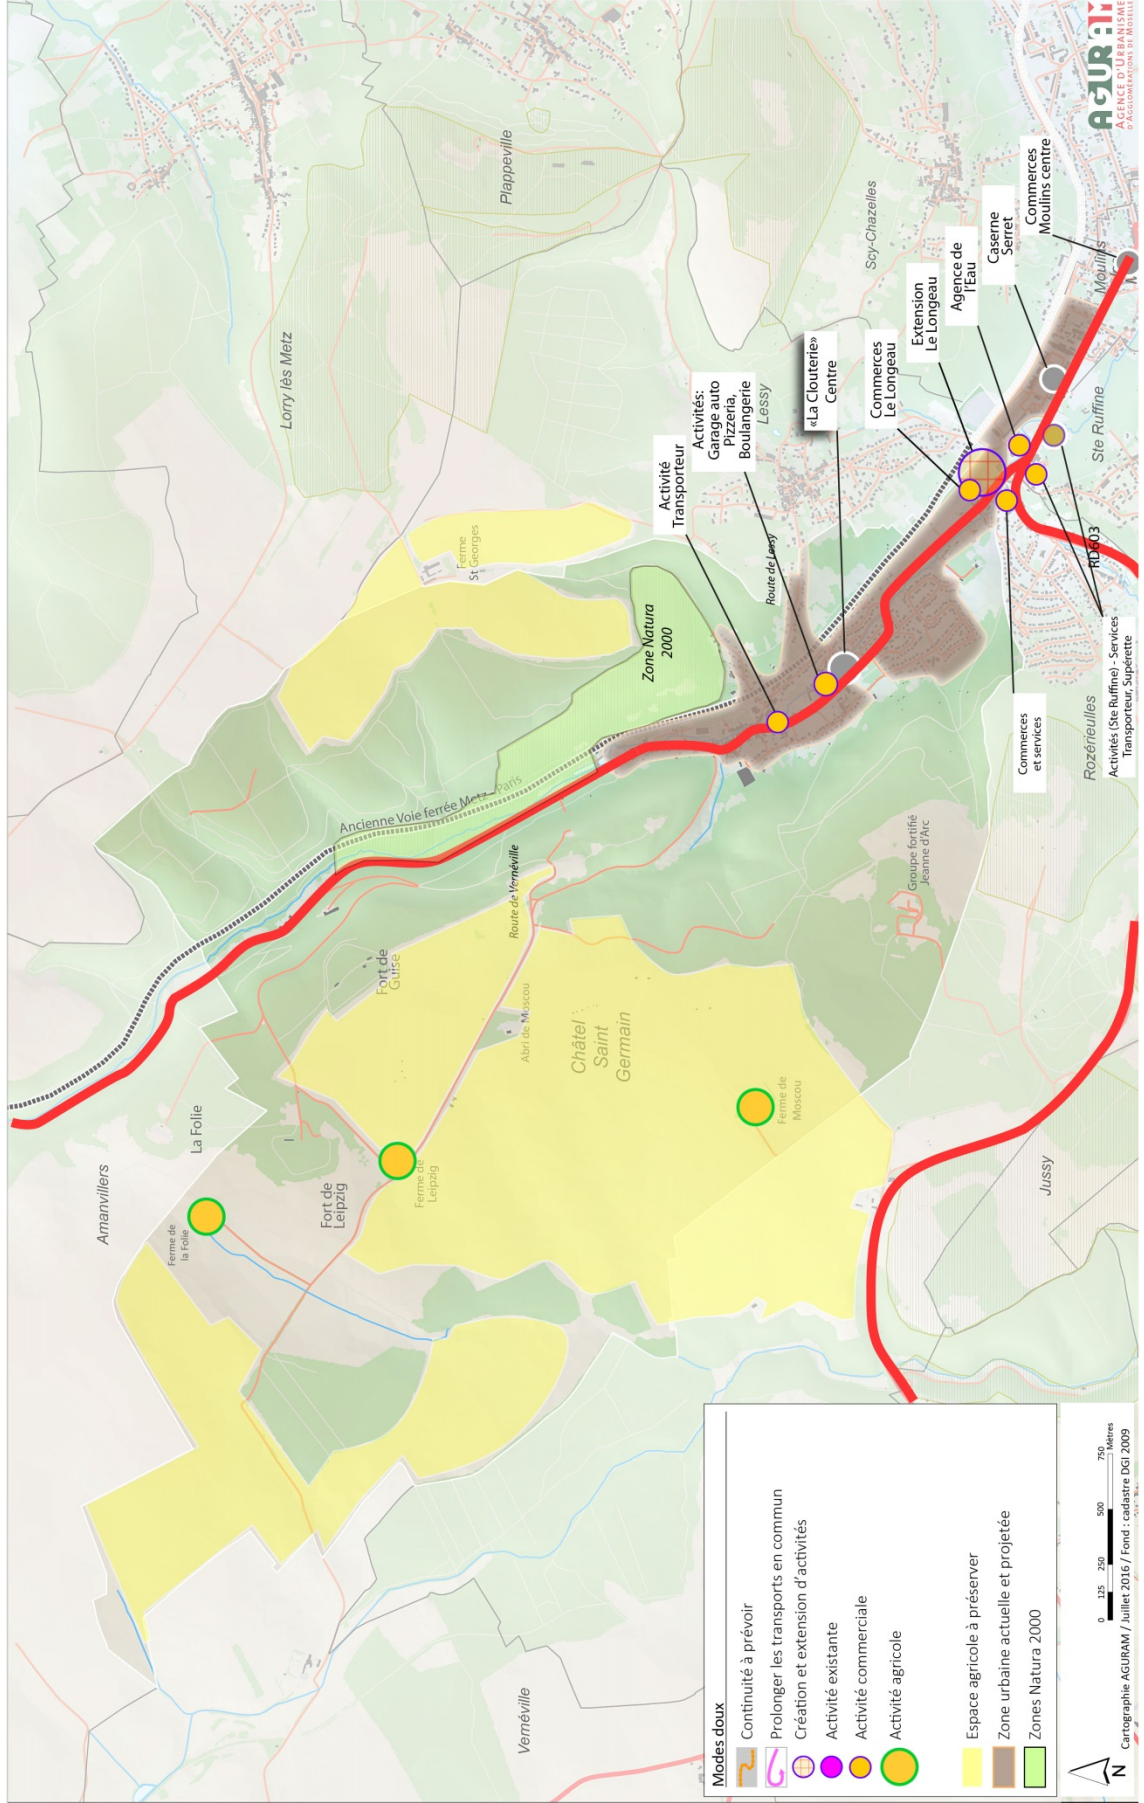 Vernéville
Amanvillers
La Folie
Ferme de
la Folie
Fort de
Leipzig
Ferme de
Leipzig
Fort de
Guise
Route de Vernéville
Abri de Moscou
Châtel
Saint
Germain
Ferme de
Moscou
Ancienne Voie ferrée Metz - Paris
Lorry lès Metz
Plappeville
Ferme
St Georges
Zone Natura
2000
Groupe fortifié
Jeanne d'Arc
Jussy
Rozérieulles
Lessy
Route de Lessy
Scy-Chazelles
Ste Ruffine
Moulins
RD603
Activité
Transporteur
Activités:
Garage auto
Pizzeria,
Boulangerie
«La Clouterie»
Centre
Commerces
Le Longeau
Extension
Le Longeau
Agence de
l'Eau
Caserne
Serret
Commerces
Moulins centre
Commerces
et services
Activités (Ste Ruffine) - Services
Transporteur, Supérette
AGURAM
AGENCE D'URBANISME
D'AGGLOMÉRATIONS DE MOSELLE
Modes doux
Continuité à prévoir
Prolonger les transports en commun
Création et extension d'activités
Activité existante
Activité commerciale
Activité agricole
Espace agricole à préserver
Zone urbaine actuelle et projetée
Zones Natura 2000
N
0 125 250 500 750
Mètres
Cartographie AGURAM / Juillet 2016 / Fond : cadastre DGI 2009